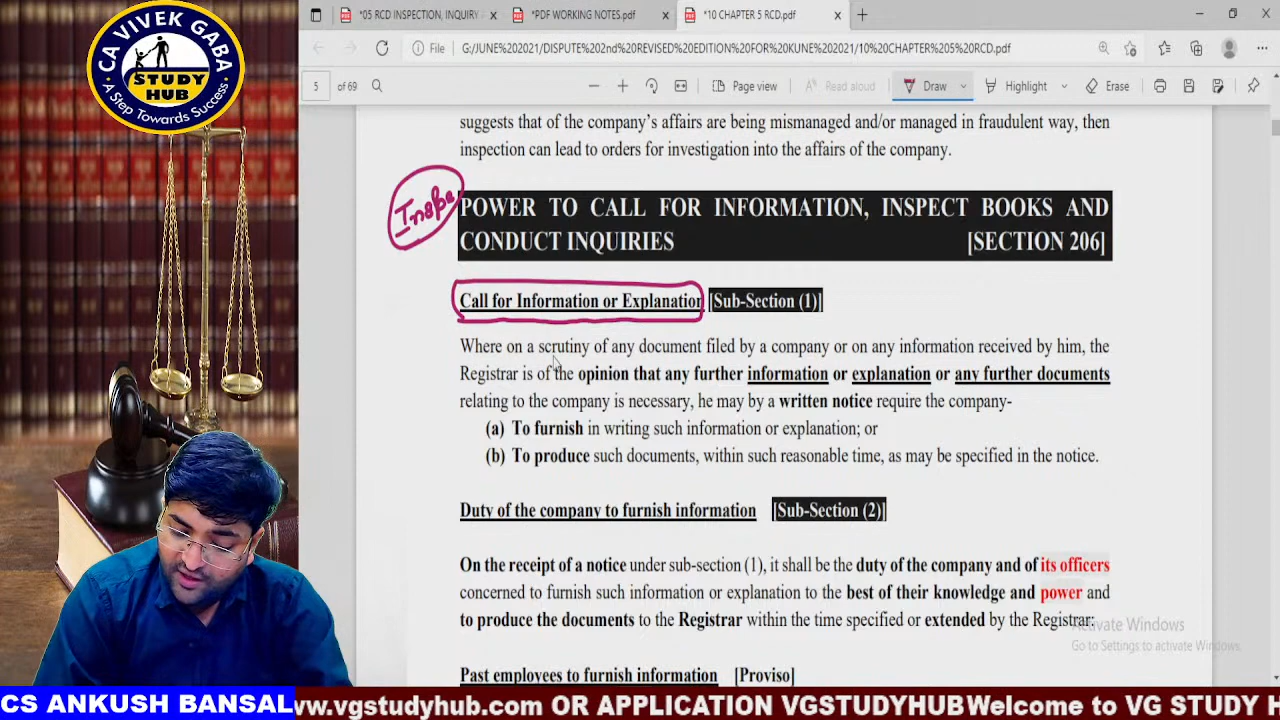 CA VIVEK GABA
STUDY
HUB
A Step Towards Success
*05 RCD INSPECTION, INQUIRY
*PDF WORKING NOTES.pdf
*10 CHAPTER 5 RCD.pdf
File
G:/JUNE%202021/COMPUTE%202nd%20REVISED%20EDITION%20FOR%20KUN
I/10%20CHAPTER%205%20RCD.pdf
5 of 69
Page view
Read aloud
Draw
Highlight
Erase
suggests that of the company's affairs are being mismanaged and/or managed in fraudulent way, then
inspection can lead to orders for investigation into the affairs of the company.
POWER TO CALL FOR INFORMATION, INSPECT BOOKS AND
CONDUCT INQUIRIES [SECTION 206]
Call for Information or Explanation [Sub-Section (1)]
Where on a scrutiny of any document filed by a company or on any information received by him, the
Registrar is of the opinion that any further information or explanation or any further documents
relating to the company is necessary, he may by a written notice require the company-
(a) To furnish in writing such information or explanation; or
(b) To produce such documents, within such reasonable time, as may be specified in the notice.
Duty of the company to furnish information [Sub-Section (2)]
On the receipt of a notice under sub-section (1), it shall be the duty of the company and of its officers
concerned to furnish such information or explanation to the best of their knowledge and power and
to produce the documents to the Registrar within the time specified or extended by the Registrar:
Activate Windows
Go to Settings to activate Windows.
Past employees to furnish information [Proviso]
CS ANKUSH BANSAL
vw.vgstudyhub.com OR APPLICATION VGSTUDYHUBWelcome to VG STUDY H